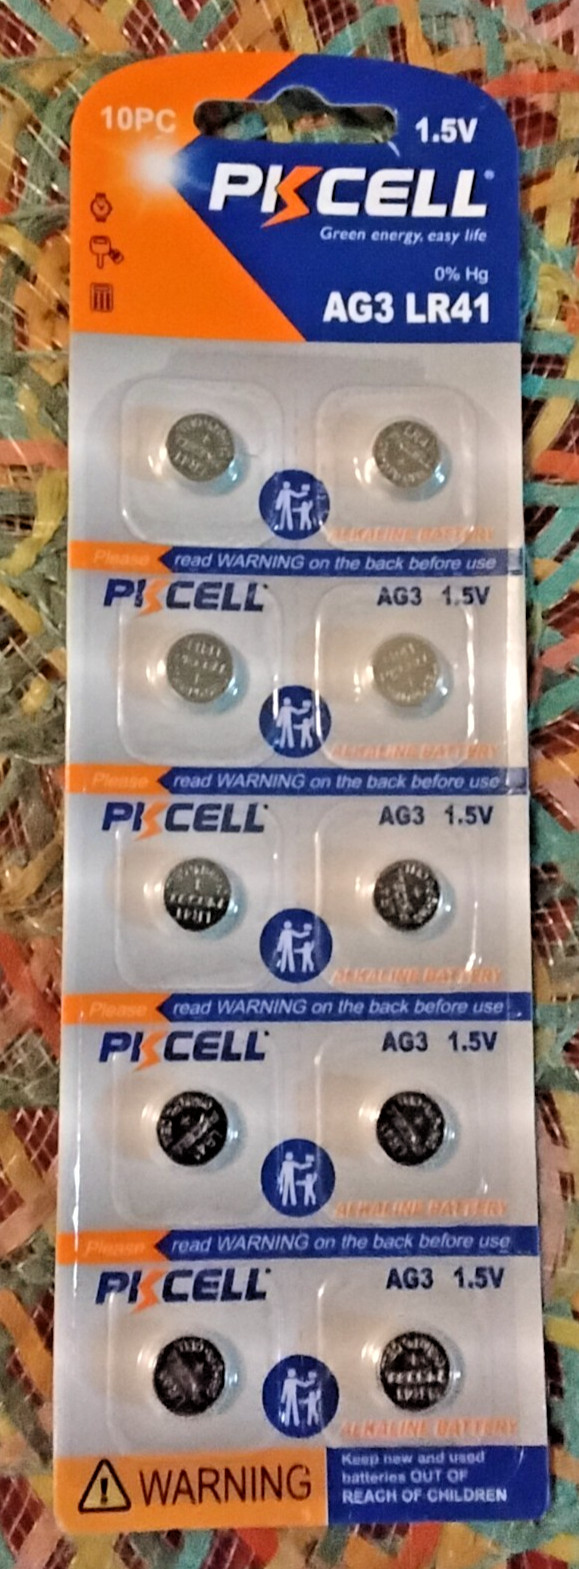 10PC
1.5V
PKCELL
Green energy, easy life
0% Hg
AG3 LR41
ALKALINE BATTERY
Please read WARNING on the back before use
PKCELL AG3 1.5V
ALKALINE BATTERY
Please read WARNING on the back before use
PKCELL AG3 1.5V
ALKALINE BATTERY
Please read WARNING on the back before use
PKCELL AG3 1.5V
ALKALINE BATTERY
Please read WARNING on the back before use
PKCELL AG3 1.5V
ALKALINE BATTERY
WARNING
Keep new and used
batteries OUT OF
REACH OF CHILDREN